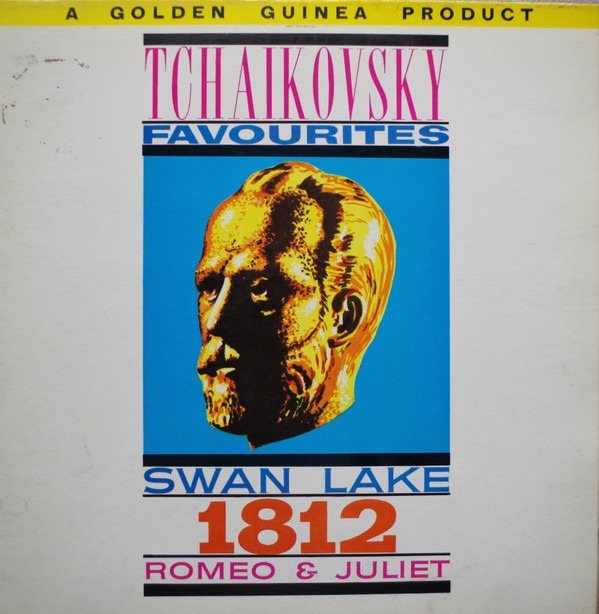 A GOLDEN GUINEA PRODUCT
TCHAIKOVSKY
FAVOURITES
SWAN LAKE
1812
ROMEO & JULIET